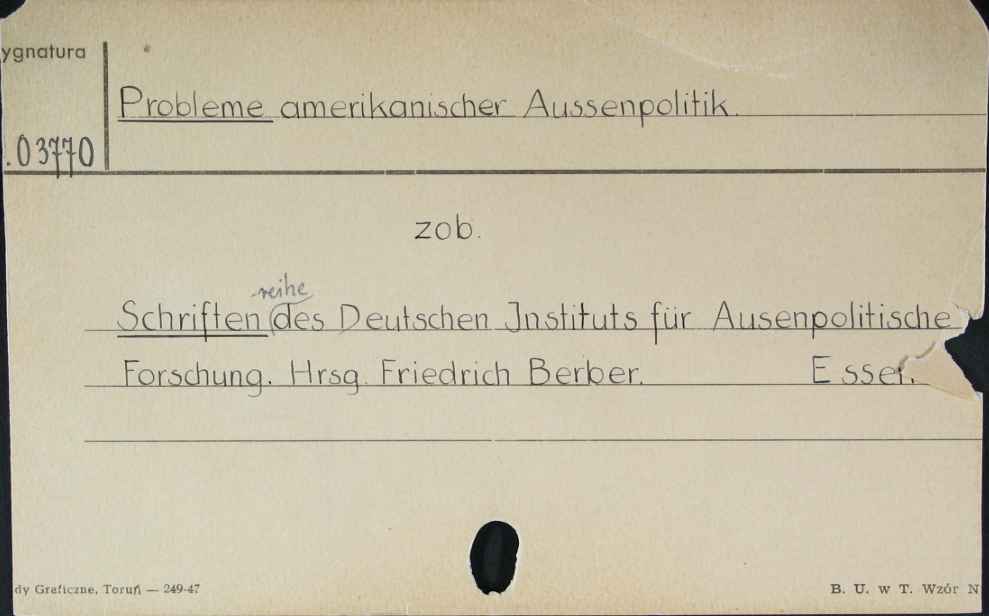 ygnatura
Probleme amerikanischer Aussenpolitik.
.03770
zob.
-reihe
Schriften des Deutschen Instituts für Ausenpolitische
Forschung. Hrsg. Friedrich Berber.
dy Graficzne, Toruń — 249-47
B. U. w T. Wzór N